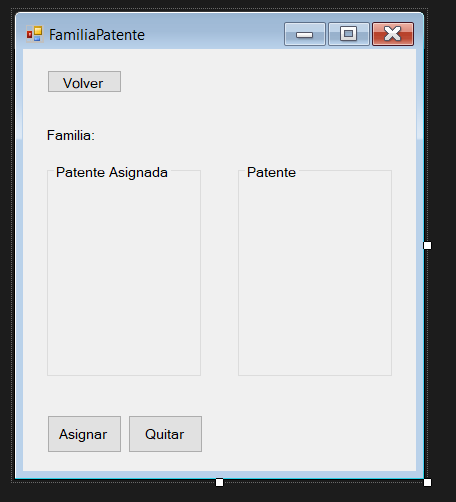 FamiliaPatente
Volver
Familia:
Patente Asignada
Patente
Asignar
Quitar